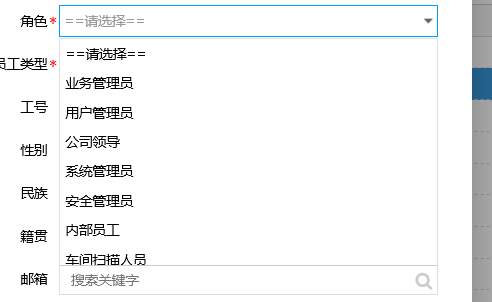 角色* ==请选择==
==请选择==
员工类型*
业务管理员
工号
用户管理员
公司领导
性别
系统管理员
民族
安全管理员
籍贯
内部员工
车间扫描人员
邮箱
搜索关键字